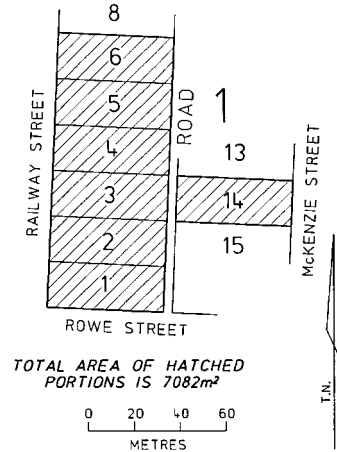 8
6
5
4
3
2
1
RAILWAY STREET
ROAD
1
13
14
15
McKENZIE STREET
ROWE STREET
TOTAL AREA OF HATCHED
PORTIONS IS 7082m²
0 20 40 60
METRES
T.N.